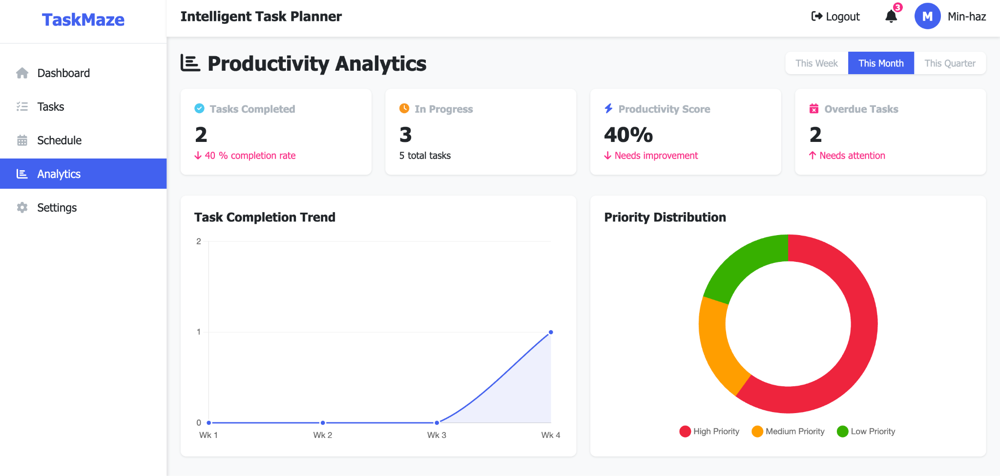 TaskMaze
Intelligent Task Planner
Logout
3
M
Min-haz
Dashboard
Tasks
Schedule
Analytics
Settings
Productivity Analytics
This Week
This Month
This Quarter
Tasks Completed
2
40 % completion rate
In Progress
3
5 total tasks
Productivity Score
40%
Needs improvement
Overdue Tasks
2
Needs attention
Task Completion Trend
2
1
0
Wk 1
Wk 2
Wk 3
Wk 4
Priority Distribution
High Priority
Medium Priority
Low Priority